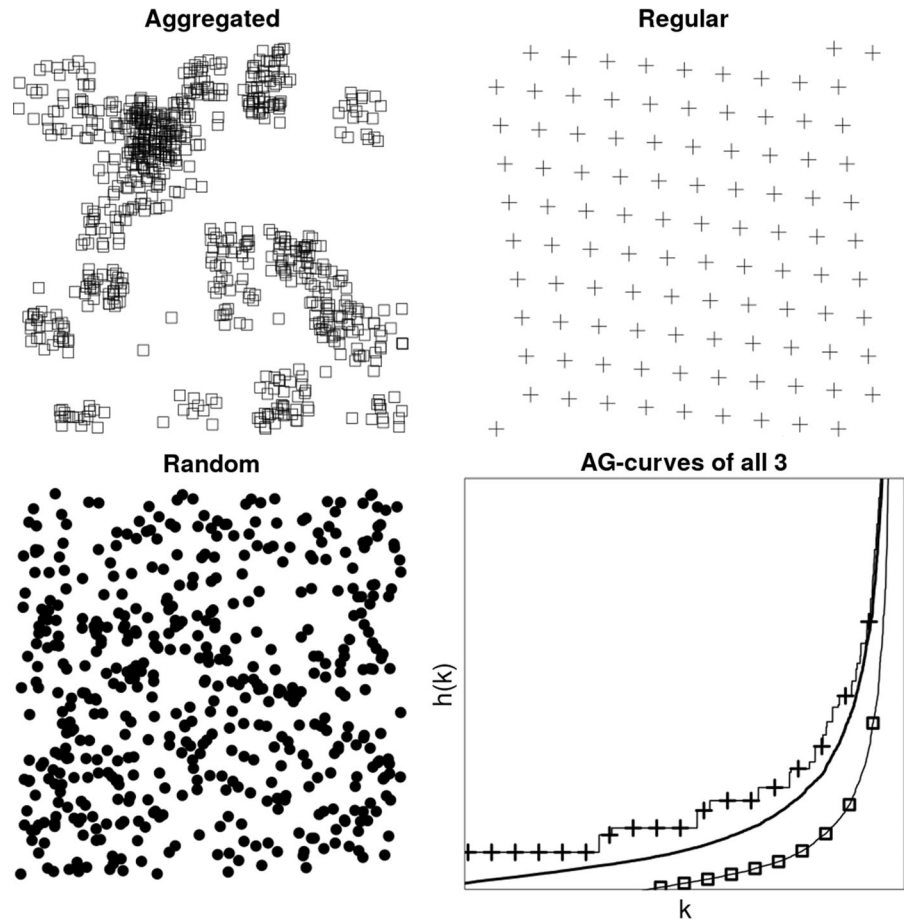 Aggregated
Regular
Random
AG-curves of all 3
h(k)
k